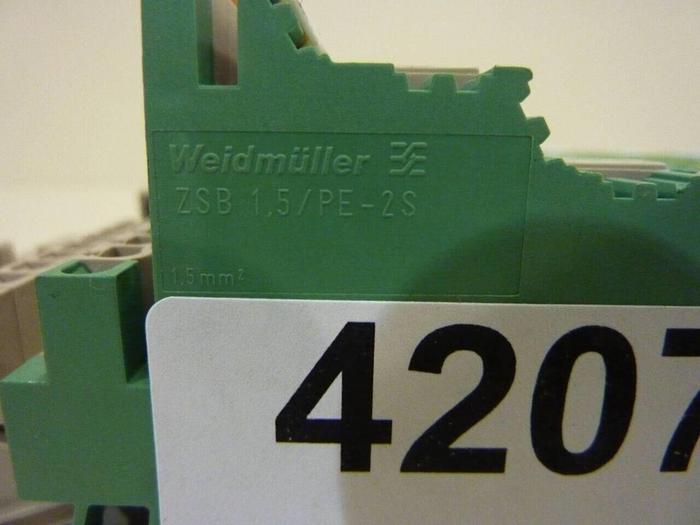 Weidmüller
ZSB 1,5/PE-2S
1,5mm²
4207